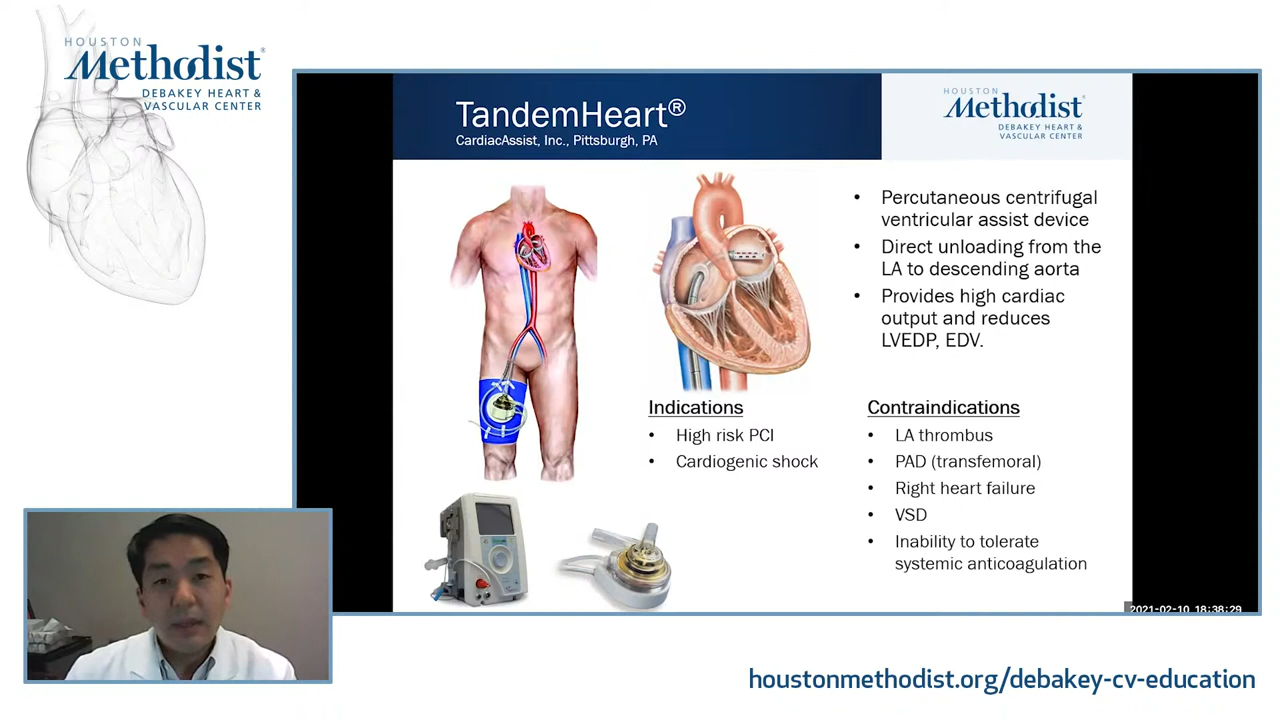 HOUSTON
Methodist®
DEBAKEY HEART &
VASCULAR CENTER
TandemHeart®
CardiacAssist, Inc., Pittsburgh, PA
HOUSTON
Methodist®
DEBAKEY HEART &
VASCULAR CENTER
• Percutaneous centrifugal
ventricular assist device
• Direct unloading from the
LA to descending aorta
• Provides high cardiac
output and reduces
LVEDP, EDV.
Indications
• High risk PCI
• Cardiogenic shock
Contraindications
• LA thrombus
• PAD (transfemoral)
• Right heart failure
• VSD
• Inability to tolerate
systemic anticoagulation
2021-02-10 18:38:29
houstonmethodist.org/debakey-cv-education